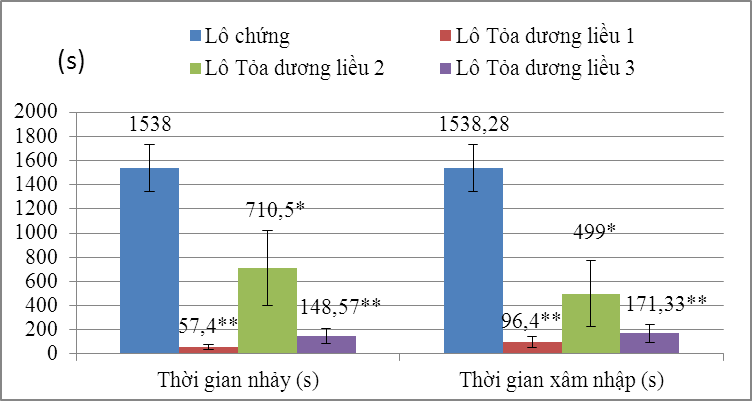 Lô chứng
Lô Tỏa dương liều 1
(s)
Lô Tỏa dương liều 2
Lô Tỏa dương liều 3
2000
1800
1600
1400
1200
1000
800
600
400
200
0
1538
57,4**
710,5*
148,57**
1538,28
96,4**
499*
171,33**
Thời gian nhảy (s)
Thời gian xâm nhập (s)